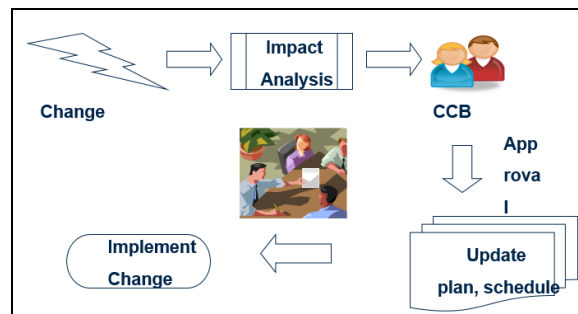 Impact
Analysis
Change
CCB
App
rova
l
Update
plan, schedule
Implement
Change